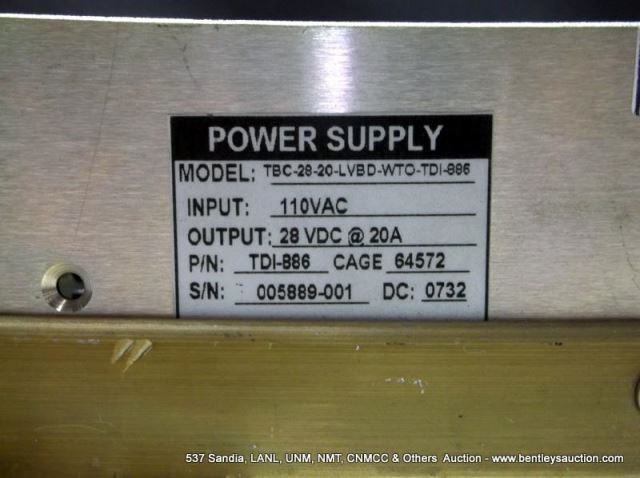 POWER SUPPLY
MODEL: TBC-28-20-LVBD-WTO-TDI-886
INPUT: 110VAC
OUTPUT: 28 VDC @ 20A
P/N: TDI-886 CAGE 64572
S/N: 005889-001 DC: 0732
537 Sandia, LANL, UNM, NMT, CNMCC & Others Auction - www.bentleysauction.com